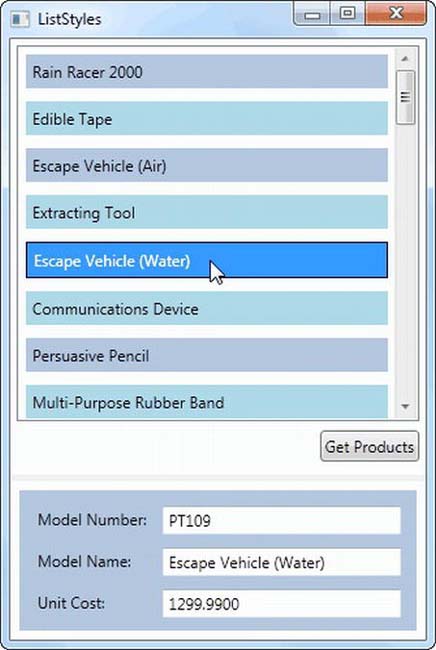 ListStyles
Rain Racer 2000
Edible Tape
Escape Vehicle (Air)
Extracting Tool
Escape Vehicle (Water)
Communications Device
Persuasive Pencil
Multi-Purpose Rubber Band
Get Products
Model Number: PT109
Model Name: Escape Vehicle (Water)
Unit Cost: 1299.9900